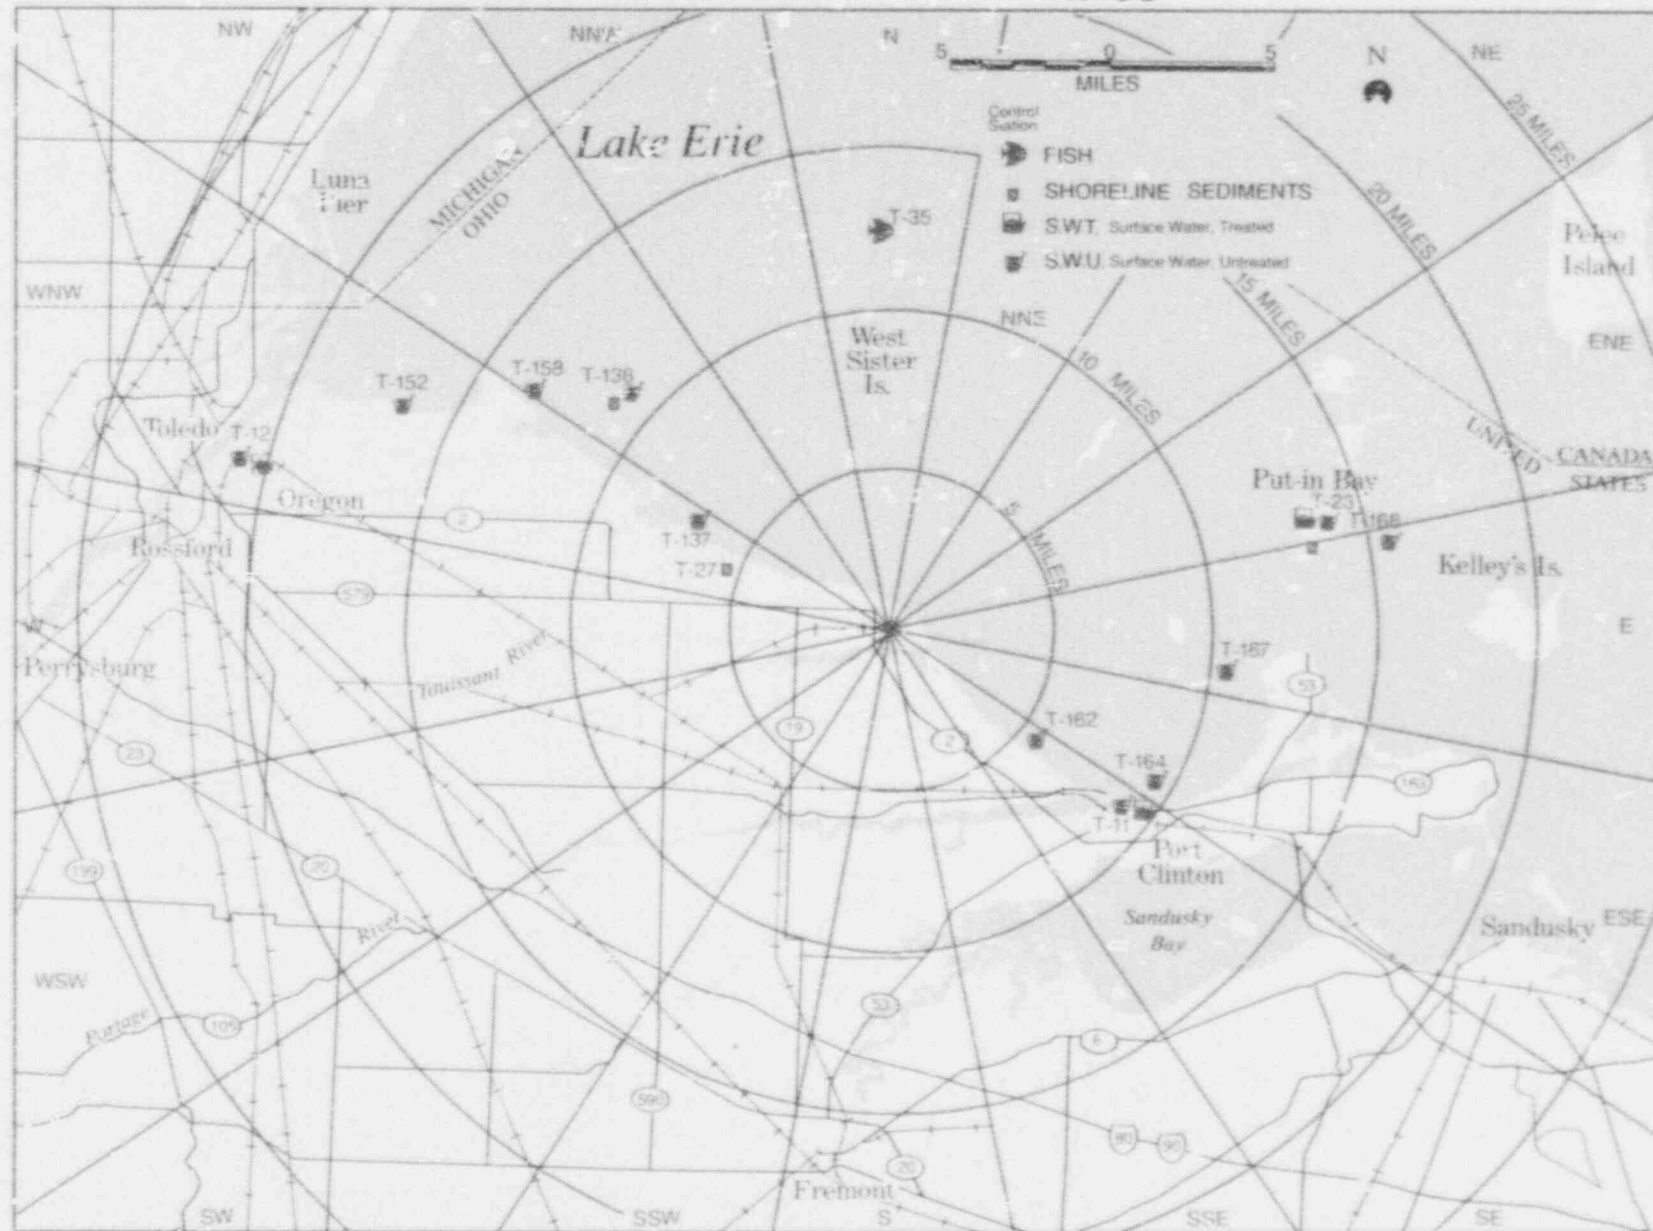 NW
N
5 0 5
MILES
N
NE
25 MILES
Control
Station
FISH
SHORELINE SEDIMENTS
S.W.T. Surface Water, Treated
S.W.U. Surface Water, Untreated
Lake Erie
MICHIGAN
OHIO
Luna
Pier
T-35
20 MILES
Pelee
Island
WNW
15 MILES
NNE
West
Sister
Is.
ENE
10 MILES
T-152
T-158
T-136
Toledo
T-12
Oregon
UNITED
CANADA
STATES
Put-in Bay
T-23
T-168
5 MILES
2
Rossford
T-137
T-27
Kelley's Is.
579
W
E
Perrysburg
Touissant River
T-167
53
19
2
T-162
23
T-164
163
T-11
Port
Clinton
199
20
Sandusky
Bay
Sandusky
ESE
River
WSW
Portage
105
53
6
590
80
90
20
Fremont
SW
SSW
S
SSE
SE